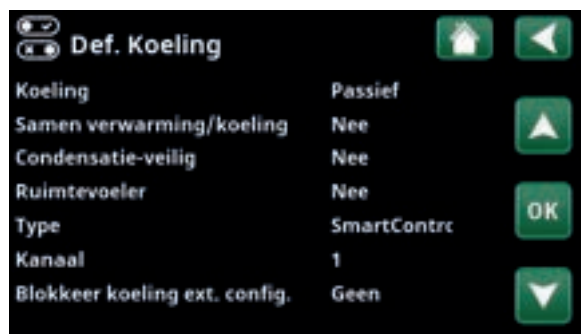 Def. Koeling
Koeling Passief
Samen verwarming/koeling Nee
Condensatie-veilig Nee
Ruimtevoeler Nee
Type SmartContrc
Kanaal 1
Blokkeer koeling ext. config. Geen
OK